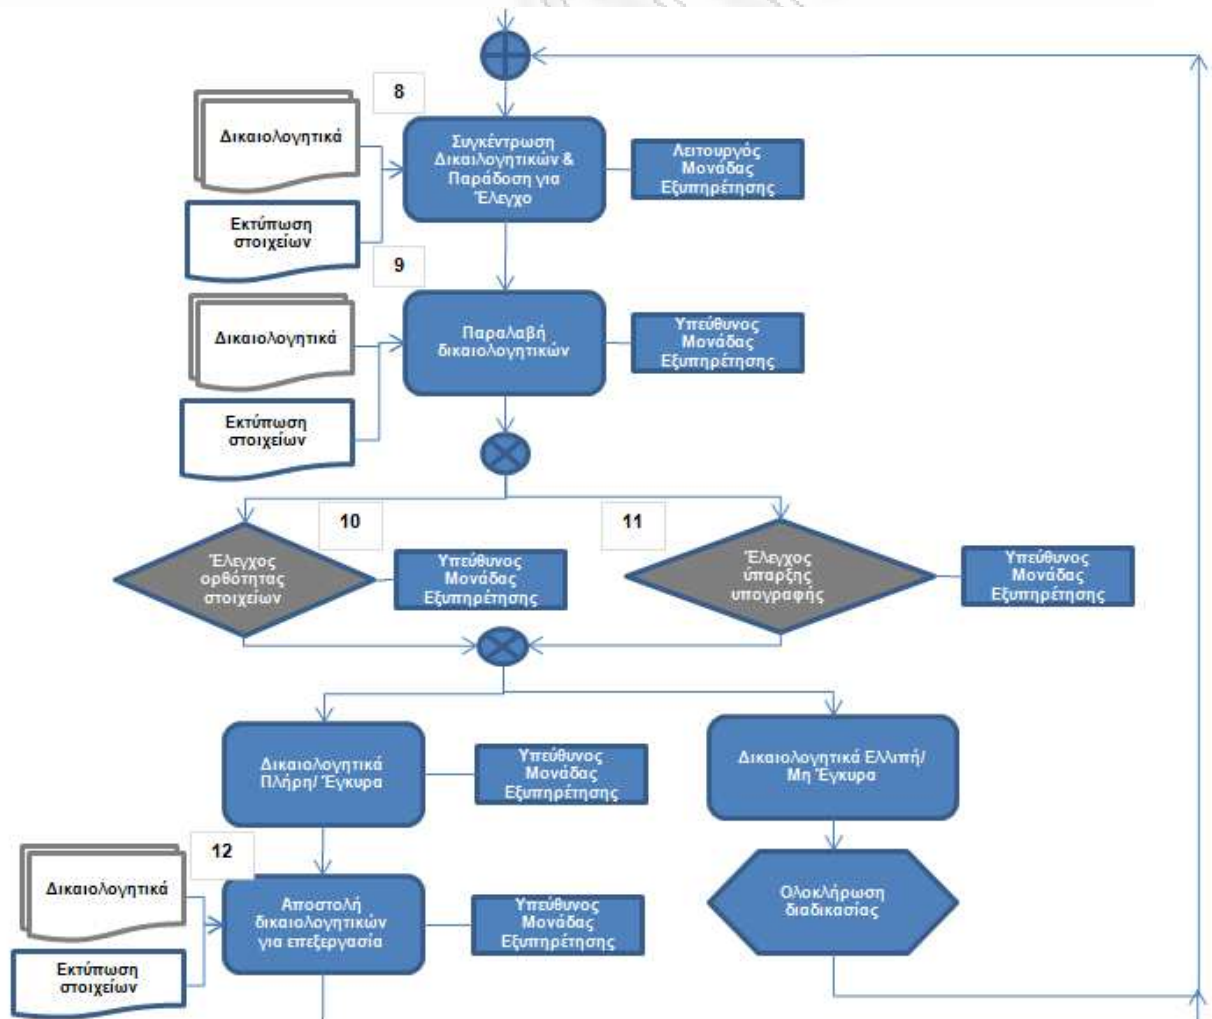 8
Δικαιολογητικά
Συγκέντρωση
Δικαιλογητικών &
Παράδοση για
Έλεγχο
Λειτουργός
Μονάδας
Εξυπηρέτησης
Εκτύπωση
στοιχείων
9
Δικαιολογητικά
Παραλαβή
δικαιολογητικών
Υπεύθυνος
Μονάδας
Εξυπηρέτησης
Εκτύπωση
στοιχείων
10
11
Έλεγχος
ορθότητας
στοιχείων
Υπεύθυνος
Μονάδας
Εξυπηρέτησης
Έλεγχος
ύπαρξης
υπογραφής
Υπεύθυνος
Μονάδας
Εξυπηρέτησης
Δικαιολογητικά
Πλήρη/ Έγκυρα
Υπεύθυνος
Μονάδας
Εξυπηρέτησης
Δικαιολογητικά Ελλιπή/
Μη Έγκυρα
12
Δικαιολογητικά
Αποστολή
δικαιολογητικών
για επεξεργασία
Υπεύθυνος
Μονάδας
Εξυπηρέτησης
Ολοκλήρωση
διαδικασίας
Εκτύπωση
στοιχείων